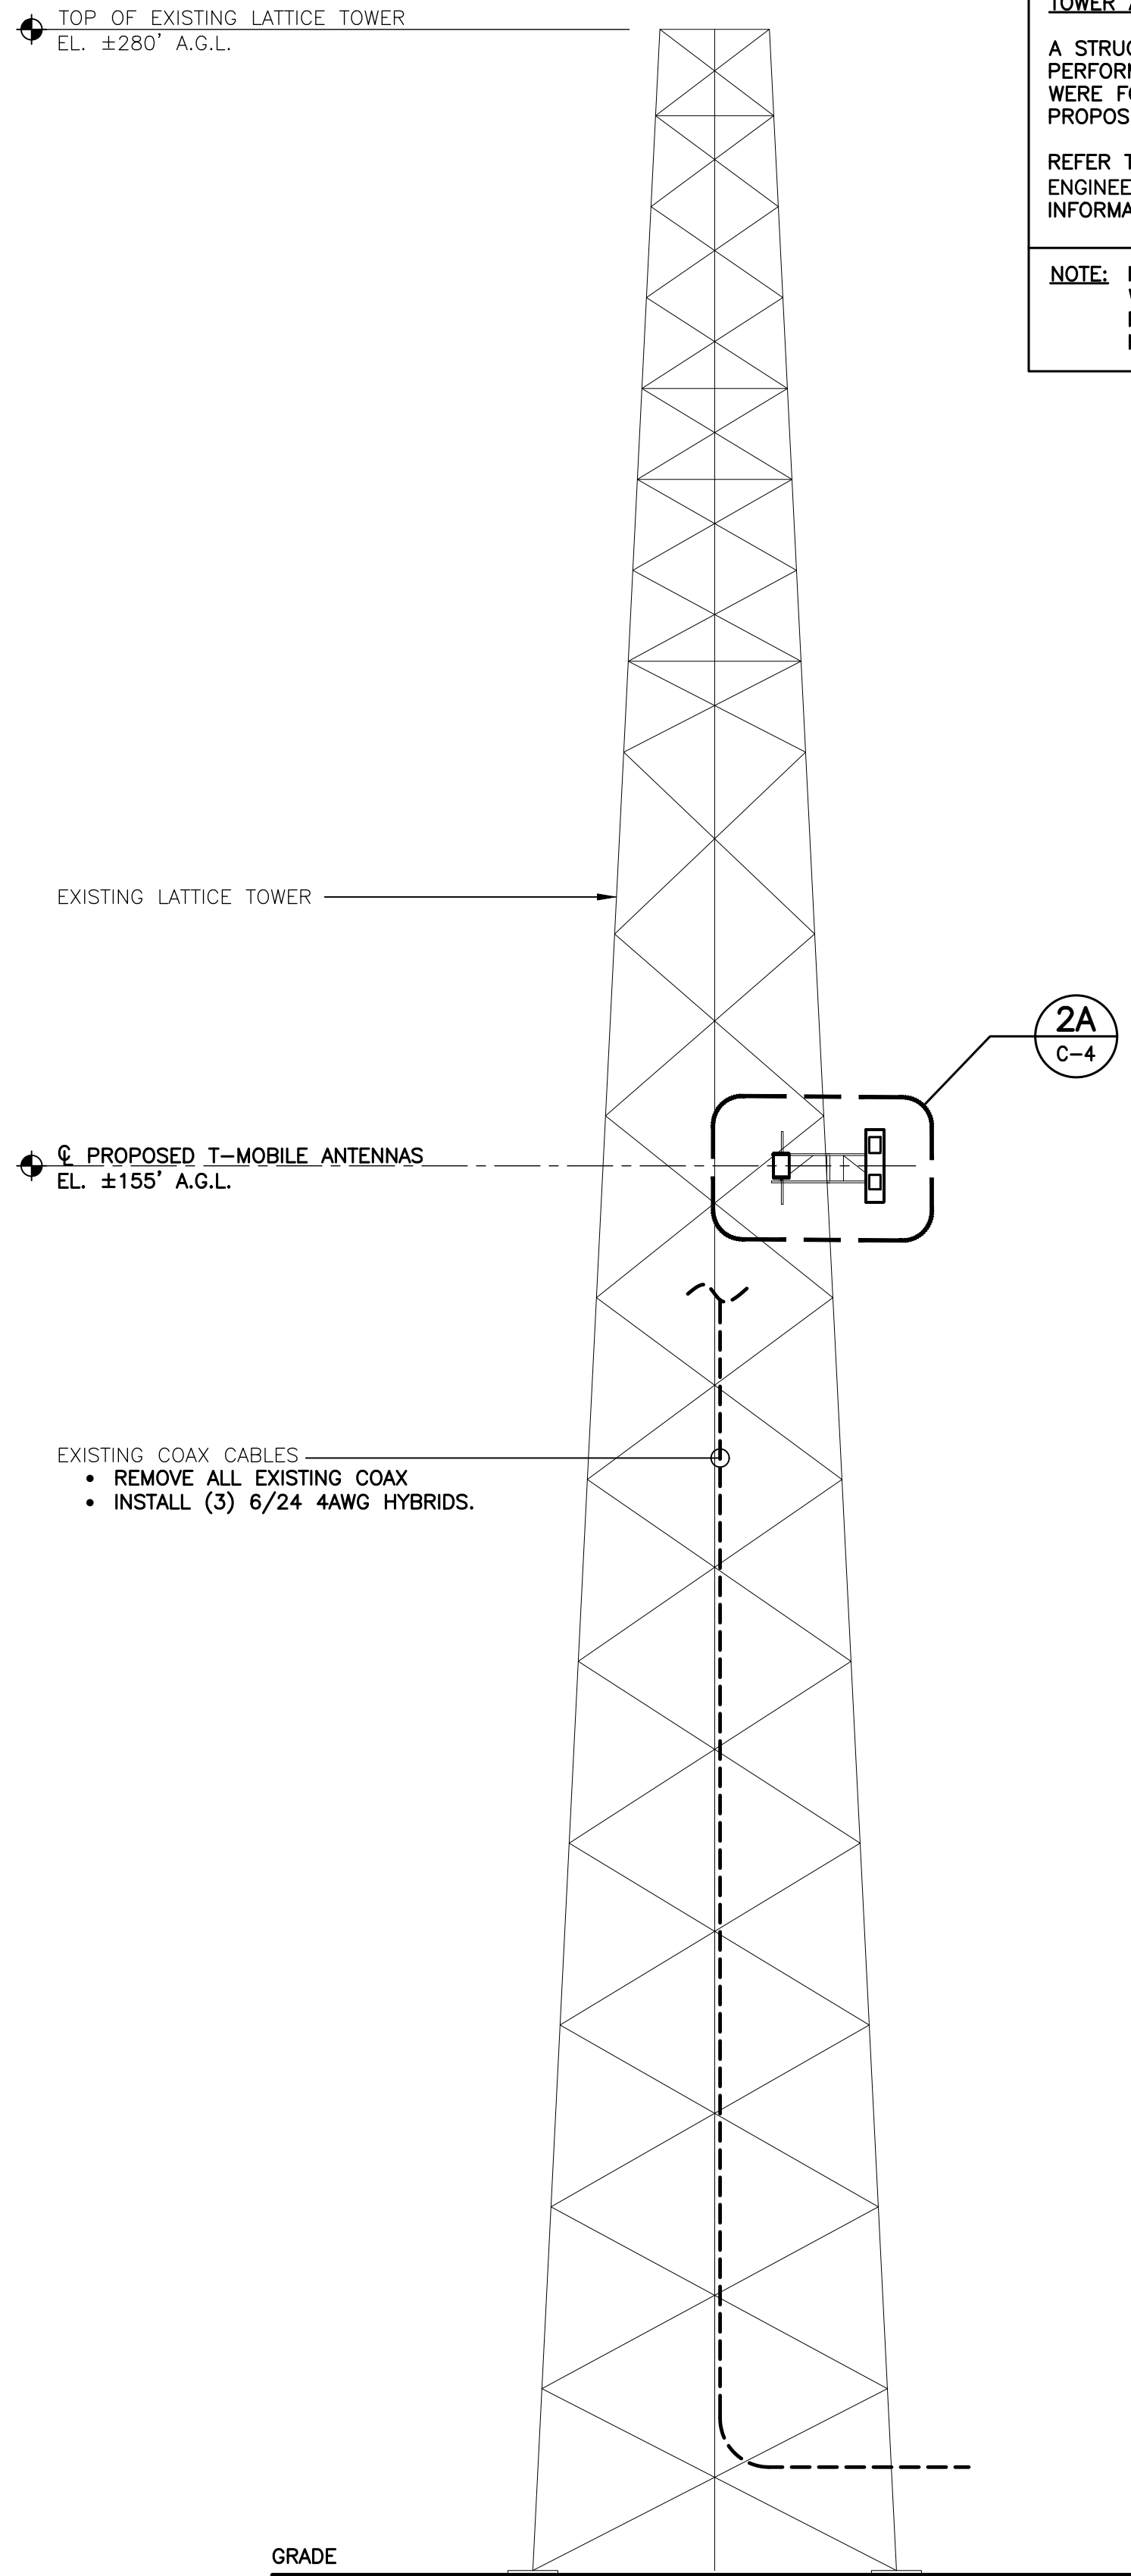 TOP OF EXISTING LATTICE TOWER
EL. ±280' A.G.L.
TOWER
A
PERFORM
WERE
PROPOS
REFER
ENGINEE
INFORMA
NOTE:
EXISTING LATTICE TOWER
2A
C-4
℄ PROPOSED T-MOBILE ANTENNAS
EL. ±155' A.G.L.
EXISTING COAX CABLES
• REMOVE ALL EXISTING COAX
• INSTALL (3) 6/24 4AWG HYBRIDS.
GRADE